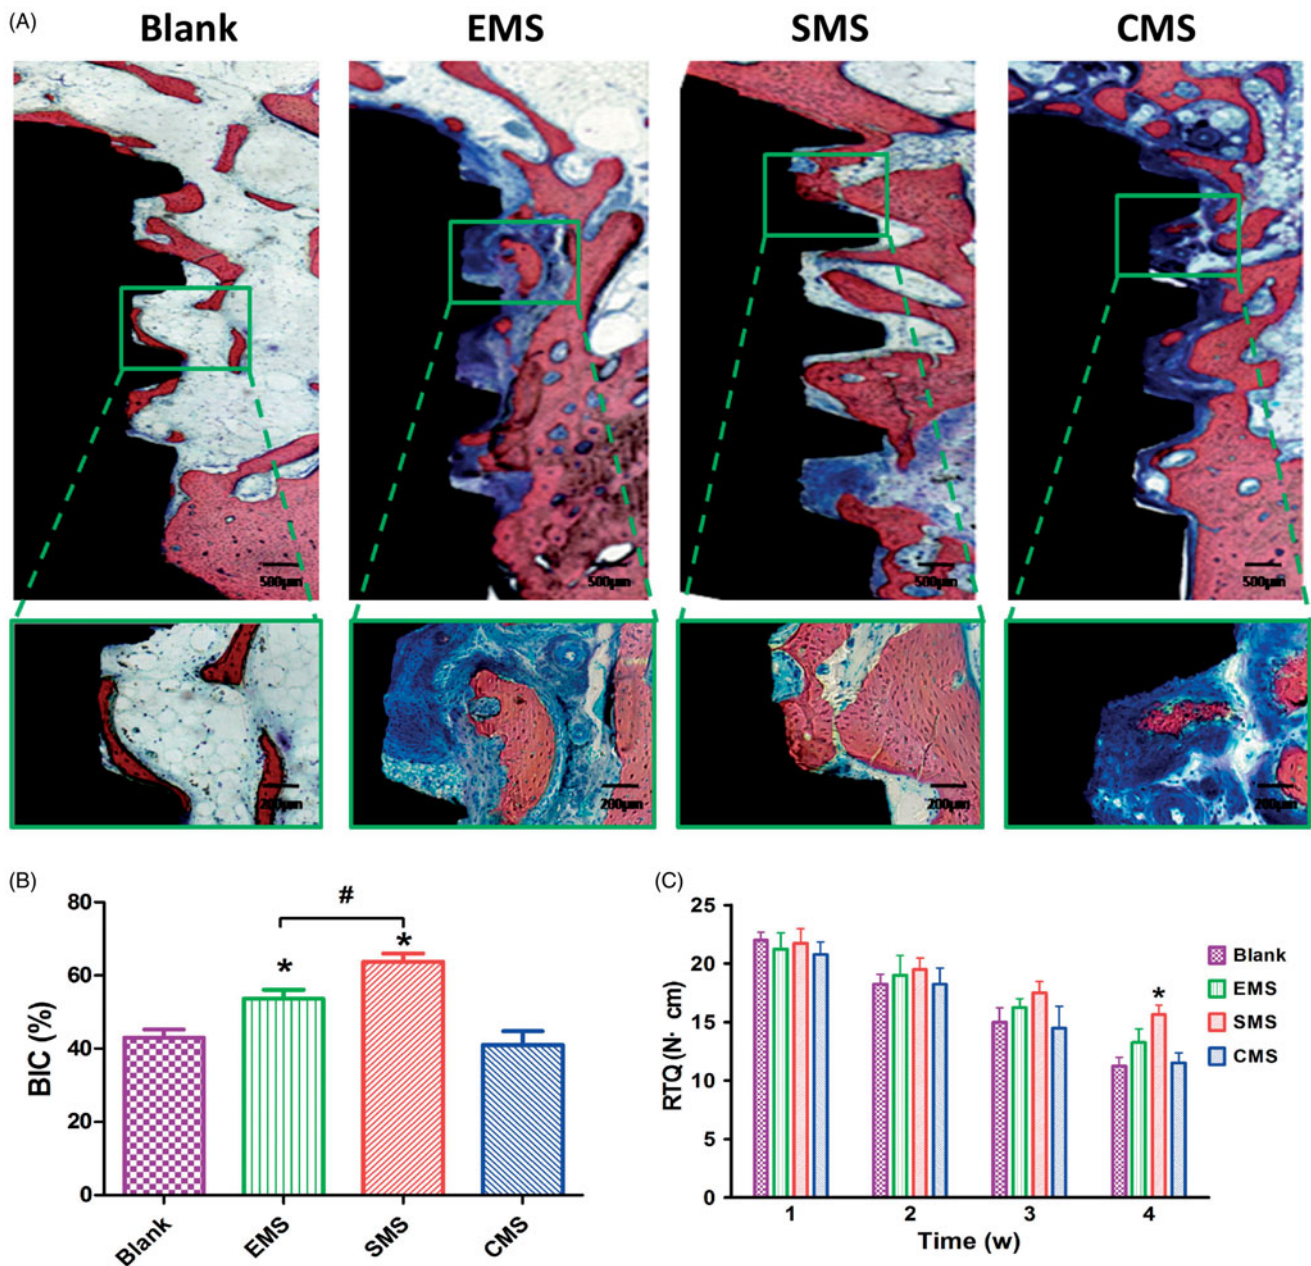 (A)
Blank
EMS
SMS
CMS
500µm
500µm
500µm
500µm
200µm
200µm
200µm
200µm
(B)
80
60
40
20
0
BIC (%)
#
*
*
Blank
EMS
SMS
CMS
(C)
25
20
15
10
5
0
RTQ (N· cm)
*
1
2
3
4
Time (w)
Blank
EMS
SMS
CMS